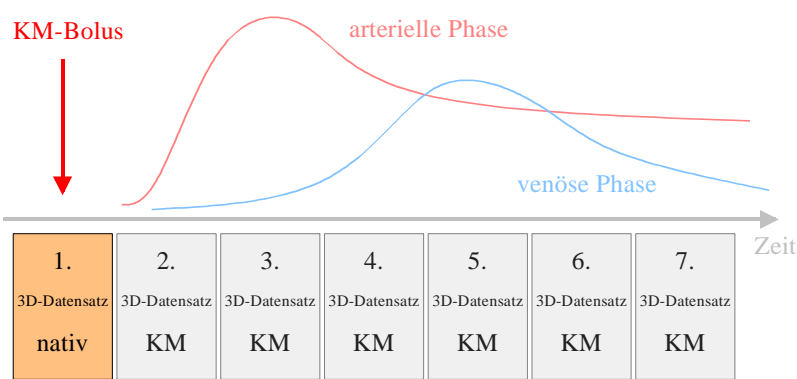 KM-Bolus
arterielle Phase
venöse Phase
Zeit
1.
3D-Datensatz
nativ
2.
3D-Datensatz
KM
3.
3D-Datensatz
KM
4.
3D-Datensatz
KM
5.
3D-Datensatz
KM
6.
3D-Datensatz
KM
7.
3D-Datensatz
KM